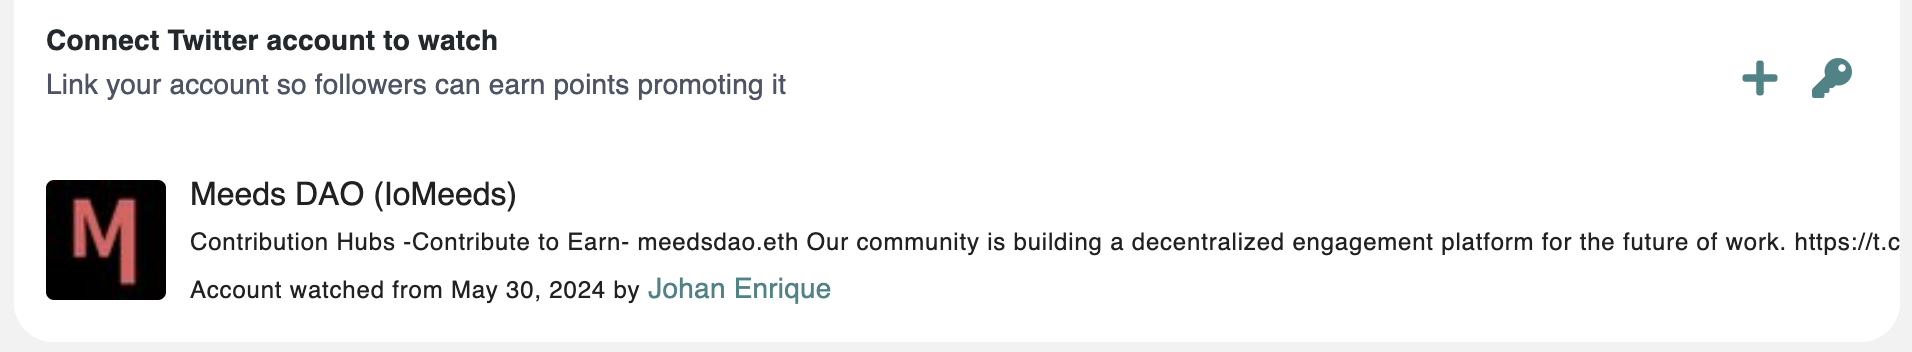 Connect Twitter account to watch
Link your account so followers can earn points promoting it
M
Meeds DAO (IoMeeds)
Contribution Hubs -Contribute to Earn- meedsdao.eth Our community is building a decentralized engagement platform for the future of work. https://t.c
Account watched from May 30, 2024 by Johan Enrique